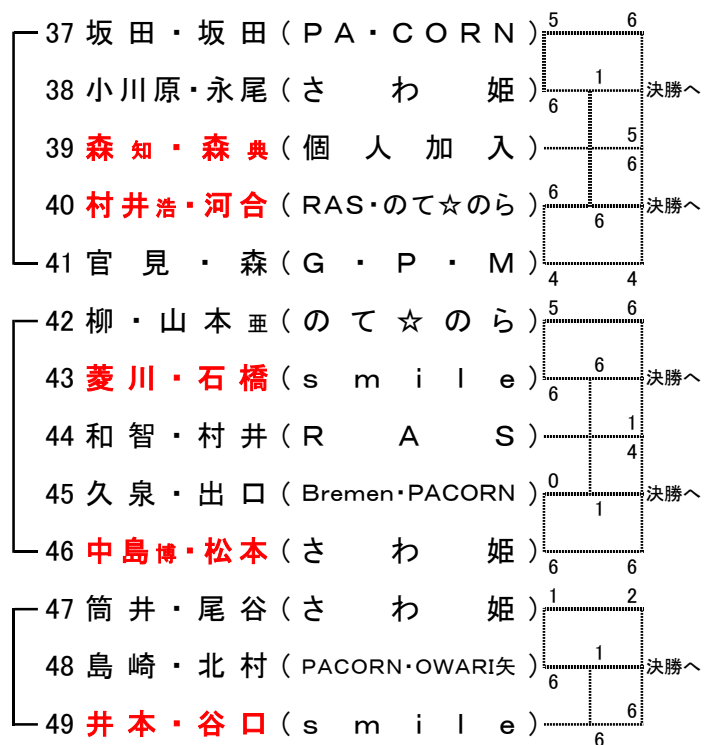 37 坂田・坂田(PA・CORN) 5 6
38 小川原・永尾(さわ姫) 6 1 決勝へ
39 森知・森典(個人加入) 5 6
40 村井浩・河合(RAS・のて☆のら) 6 6 決勝へ
41 官見・森(G・P・M) 4 4
42 柳・山本亜(のて☆のら) 5 6
43 菱川・石橋(smile) 6 6 決勝へ
44 和智・村井(RAS) 1 4
45 久泉・出口(Bremen・PACORN) 0 1 決勝へ
46 中島博・松本(さわ姫) 6 6
47 筒井・尾谷(さわ姫) 1 2
48 島崎・北村(PACORN・OWARI矢) 6 1 決勝へ
49 井本・谷口(smile) 6 6